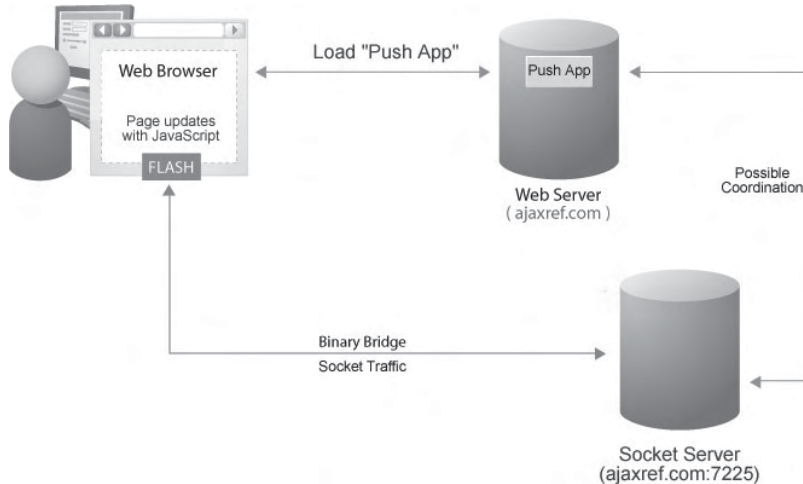 Web Browser
Page updates
with JavaScript
FLASH
Load "Push App"
Push App
Web Server
( ajaxref.com )
Possible
Coordination
Binary Bridge
Socket Traffic
Socket Server
(ajaxref.com:7225)